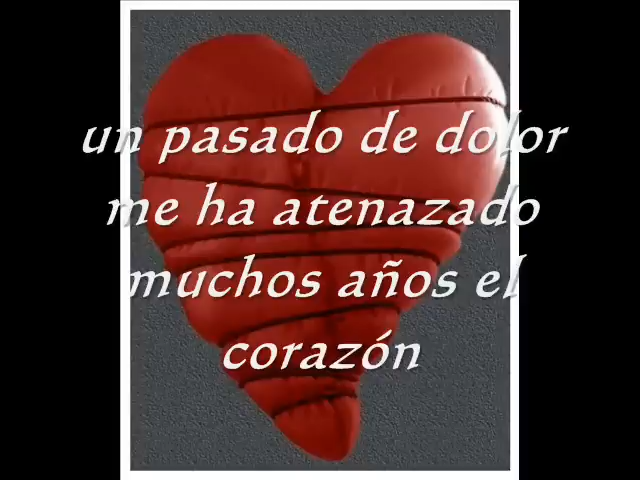 un pasado de dolor
me ha atenazado
muchos años el
corazón